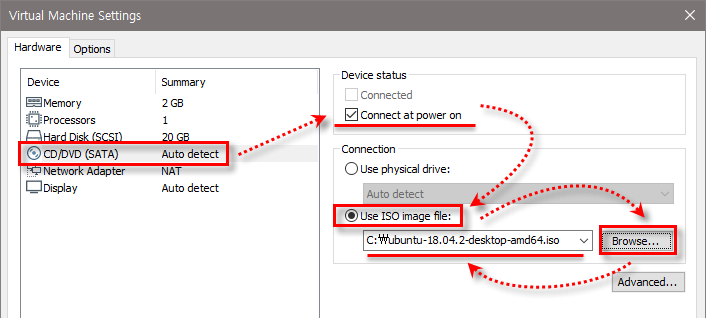 Virtual Machine Settings
Hardware Options
Device Summary
Memory 2 GB
Processors 1
Hard Disk (SCSI) 20 GB
CD/DVD (SATA) Auto detect
Network Adapter NAT
Display Auto detect
Device status
Connected
Connect at power on
Connection
Use physical drive:
Auto detect
Use ISO image file:
C:₩ubuntu-18.04.2-desktop-amd64.iso
Browse...
Advanced...